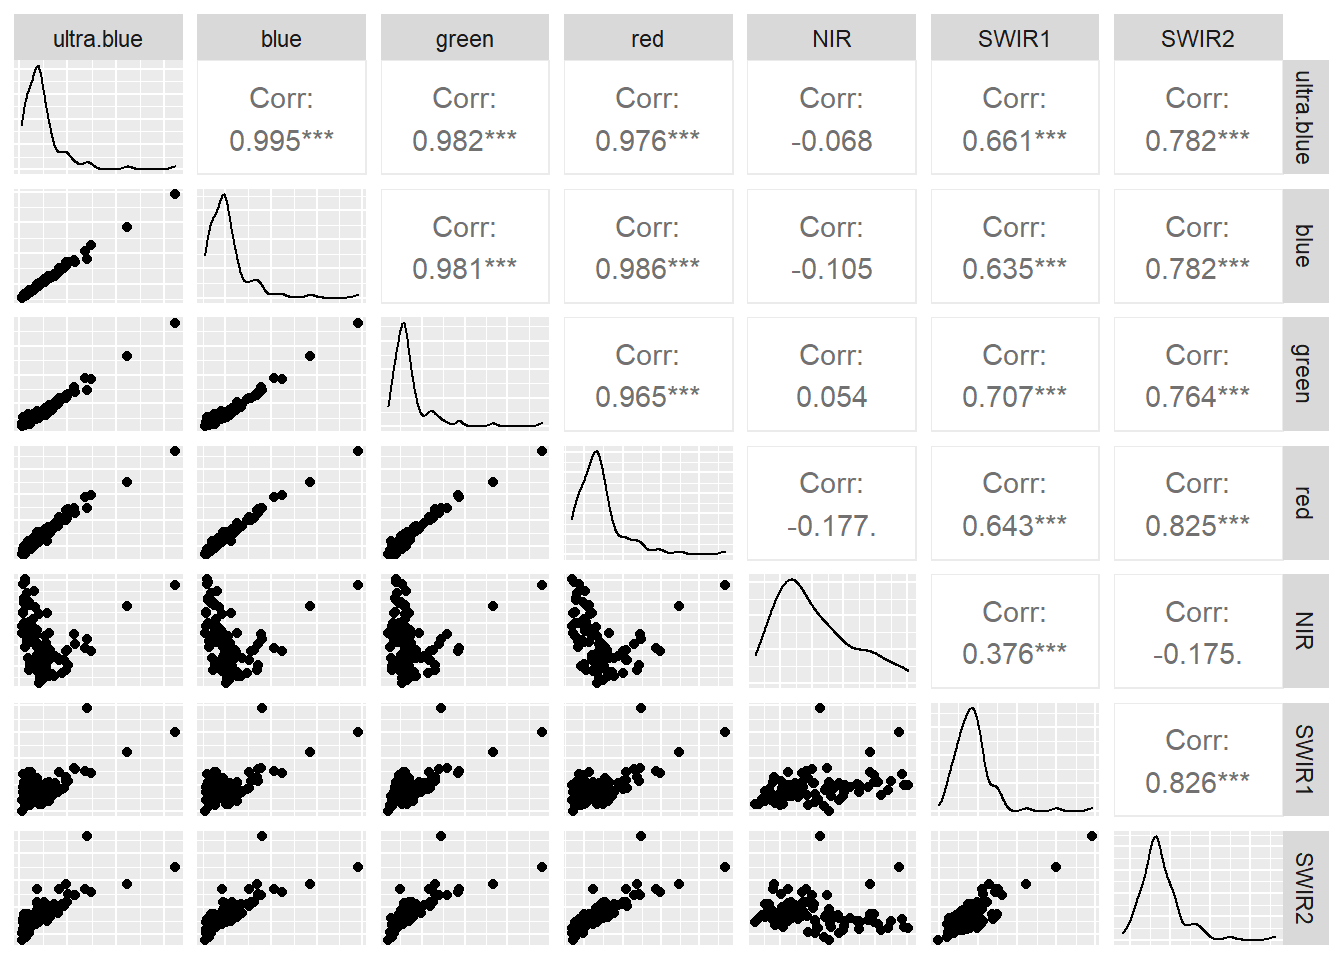 ultra.blue blue green red NIR SWIR1 SWIR2
Corr: Corr: Corr: Corr: Corr: Corr:
0.995*** 0.982*** 0.976*** -0.068 0.661*** 0.782***
ultra.blue
Corr: Corr: Corr: Corr: Corr:
0.981*** 0.986*** -0.105 0.635*** 0.782***
blue
Corr: Corr: Corr: Corr:
0.965*** 0.054 0.707*** 0.764***
green
Corr: Corr: Corr:
-0.177. 0.643*** 0.825***
red
Corr: Corr:
0.376*** -0.175.
NIR
Corr:
0.826***
SWIR1
SWIR2